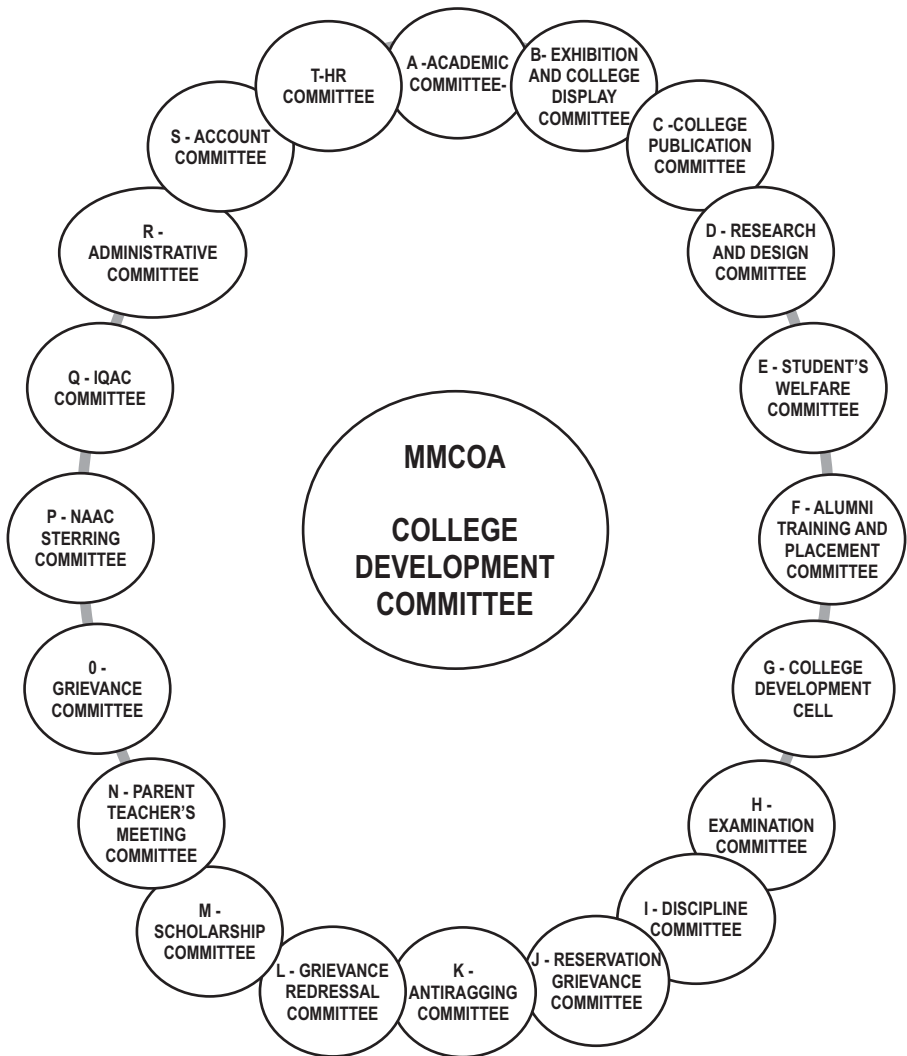 A -ACADEMIC
COMMITTEE-
B- EXHIBITION
AND COLLEGE
DISPLAY
COMMITTEE
C -COLLEGE
PUBLICATION
COMMITTEE
D - RESEARCH
AND DESIGN
COMMITTEE
E - STUDENT’S
WELFARE
COMMITTEE
F - ALUMNI
TRAINING AND
PLACEMENT
COMMITTEE
G - COLLEGE
DEVELOPMENT
CELL
H -
EXAMINATION
COMMITTEE
I - DISCIPLINE
COMMITTEE
J - RESERVATION
GRIEVANCE
COMMITTEE
K -
ANTIRAGGING
COMMITTEE
L - GRIEVANCE
REDRESSAL
COMMITTEE
M -
SCHOLARSHIP
COMMITTEE
N - PARENT
TEACHER’S
MEETING
COMMITTEE
0 -
GRIEVANCE
COMMITTEE
P - NAAC
STERRING
COMMITTEE
Q - IQAC
COMMITTEE
R -
ADMINISTRATIVE
COMMITTEE
S - ACCOUNT
COMMITTEE
T-HR
COMMITTEE
MMCOA
COLLEGE
DEVELOPMENT
COMMITTEE